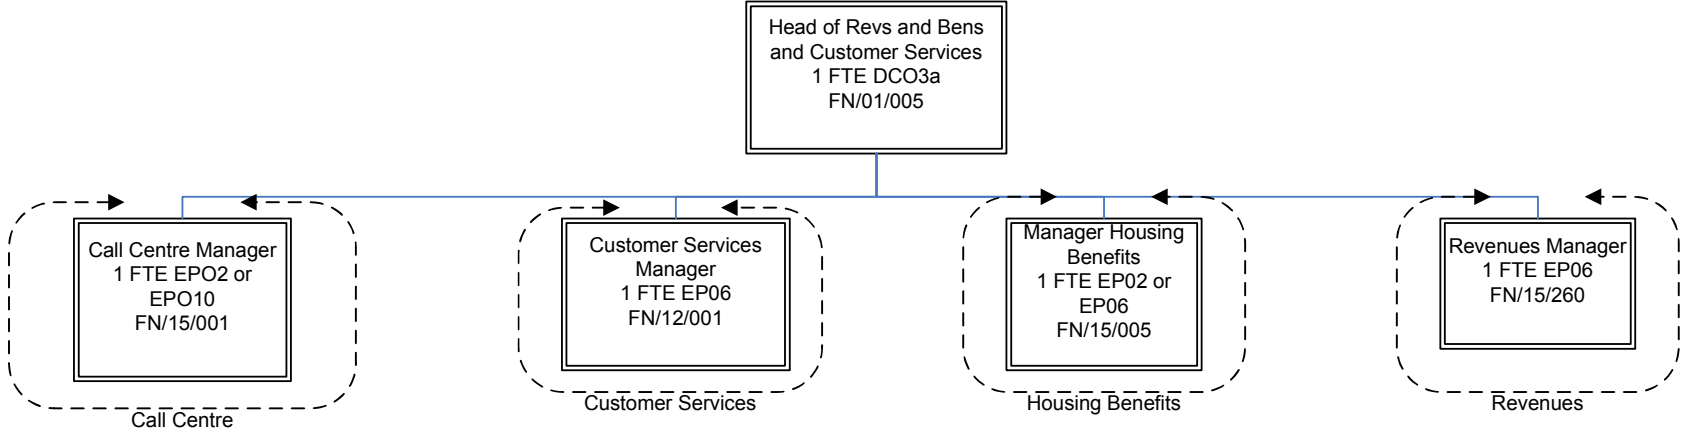 Head of Revs and Bens
and Customer Services
1 FTE DCO3a
FN/01/005
Call Centre Manager
1 FTE EPO2 or
EPO10
FN/15/001
Customer Services
Manager
1 FTE EP06
FN/12/001
Manager Housing
Benefits
1 FTE EP02 or
EP06
FN/15/005
Revenues Manager
1 FTE EP06
FN/15/260
Call Centre
Customer Services
Housing Benefits
Revenues